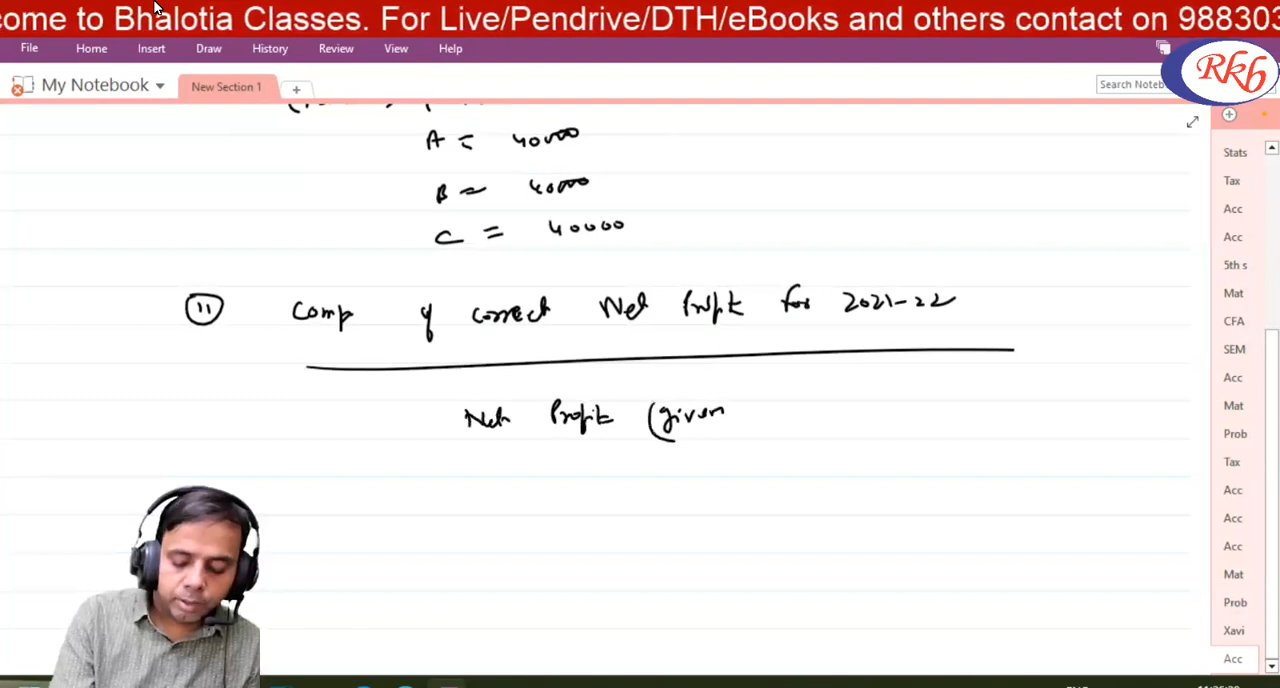 come to Bhalotia Classes. For Live/Pendrive/DTH/eBooks and others contact on 98830
File Home Insert Draw History Review View Help
Rkb
My Notebook New Section 1 + Search Noteb
A = 40000
B = 40000
C = 40000
(11) Comp of correct Net Profit for 2021-22
Net Profit (given
Stats
Tax
Acc
Acc
5th s
Mat
CFA
SEM
Acc
Mat
Prob
Tax
Acc
Acc
Acc
Mat
Prob
Xavi
Acc